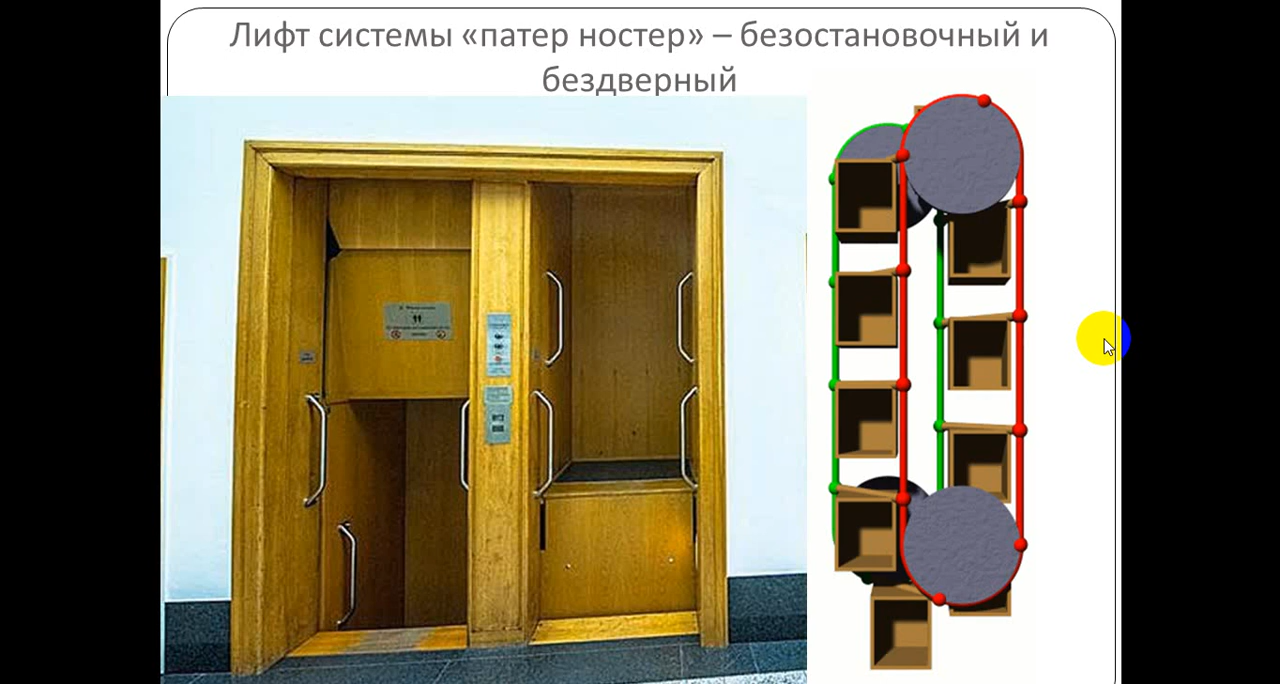 Лифт системы «патер ностер» – безостановочный и
бездверный